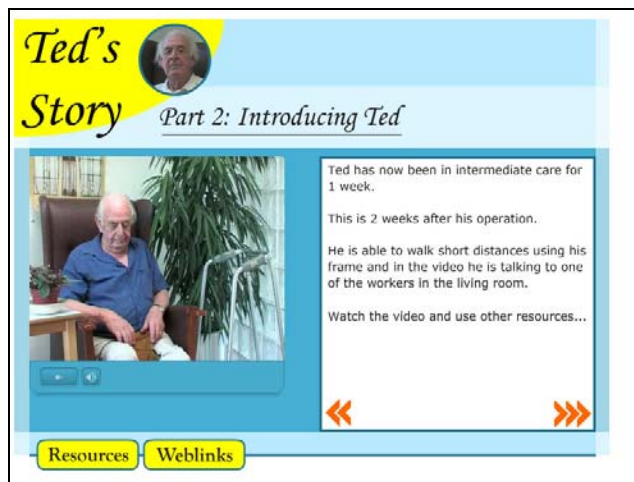 Ted's
Story
Part 2: Introducing Ted
Ted has now been in intermediate care for
1 week.
This is 2 weeks after his operation.
He is able to walk short distances using his
frame and in the video he is talking to one
of the workers in the living room.
Watch the video and use other resources...
Resources
Weblinks